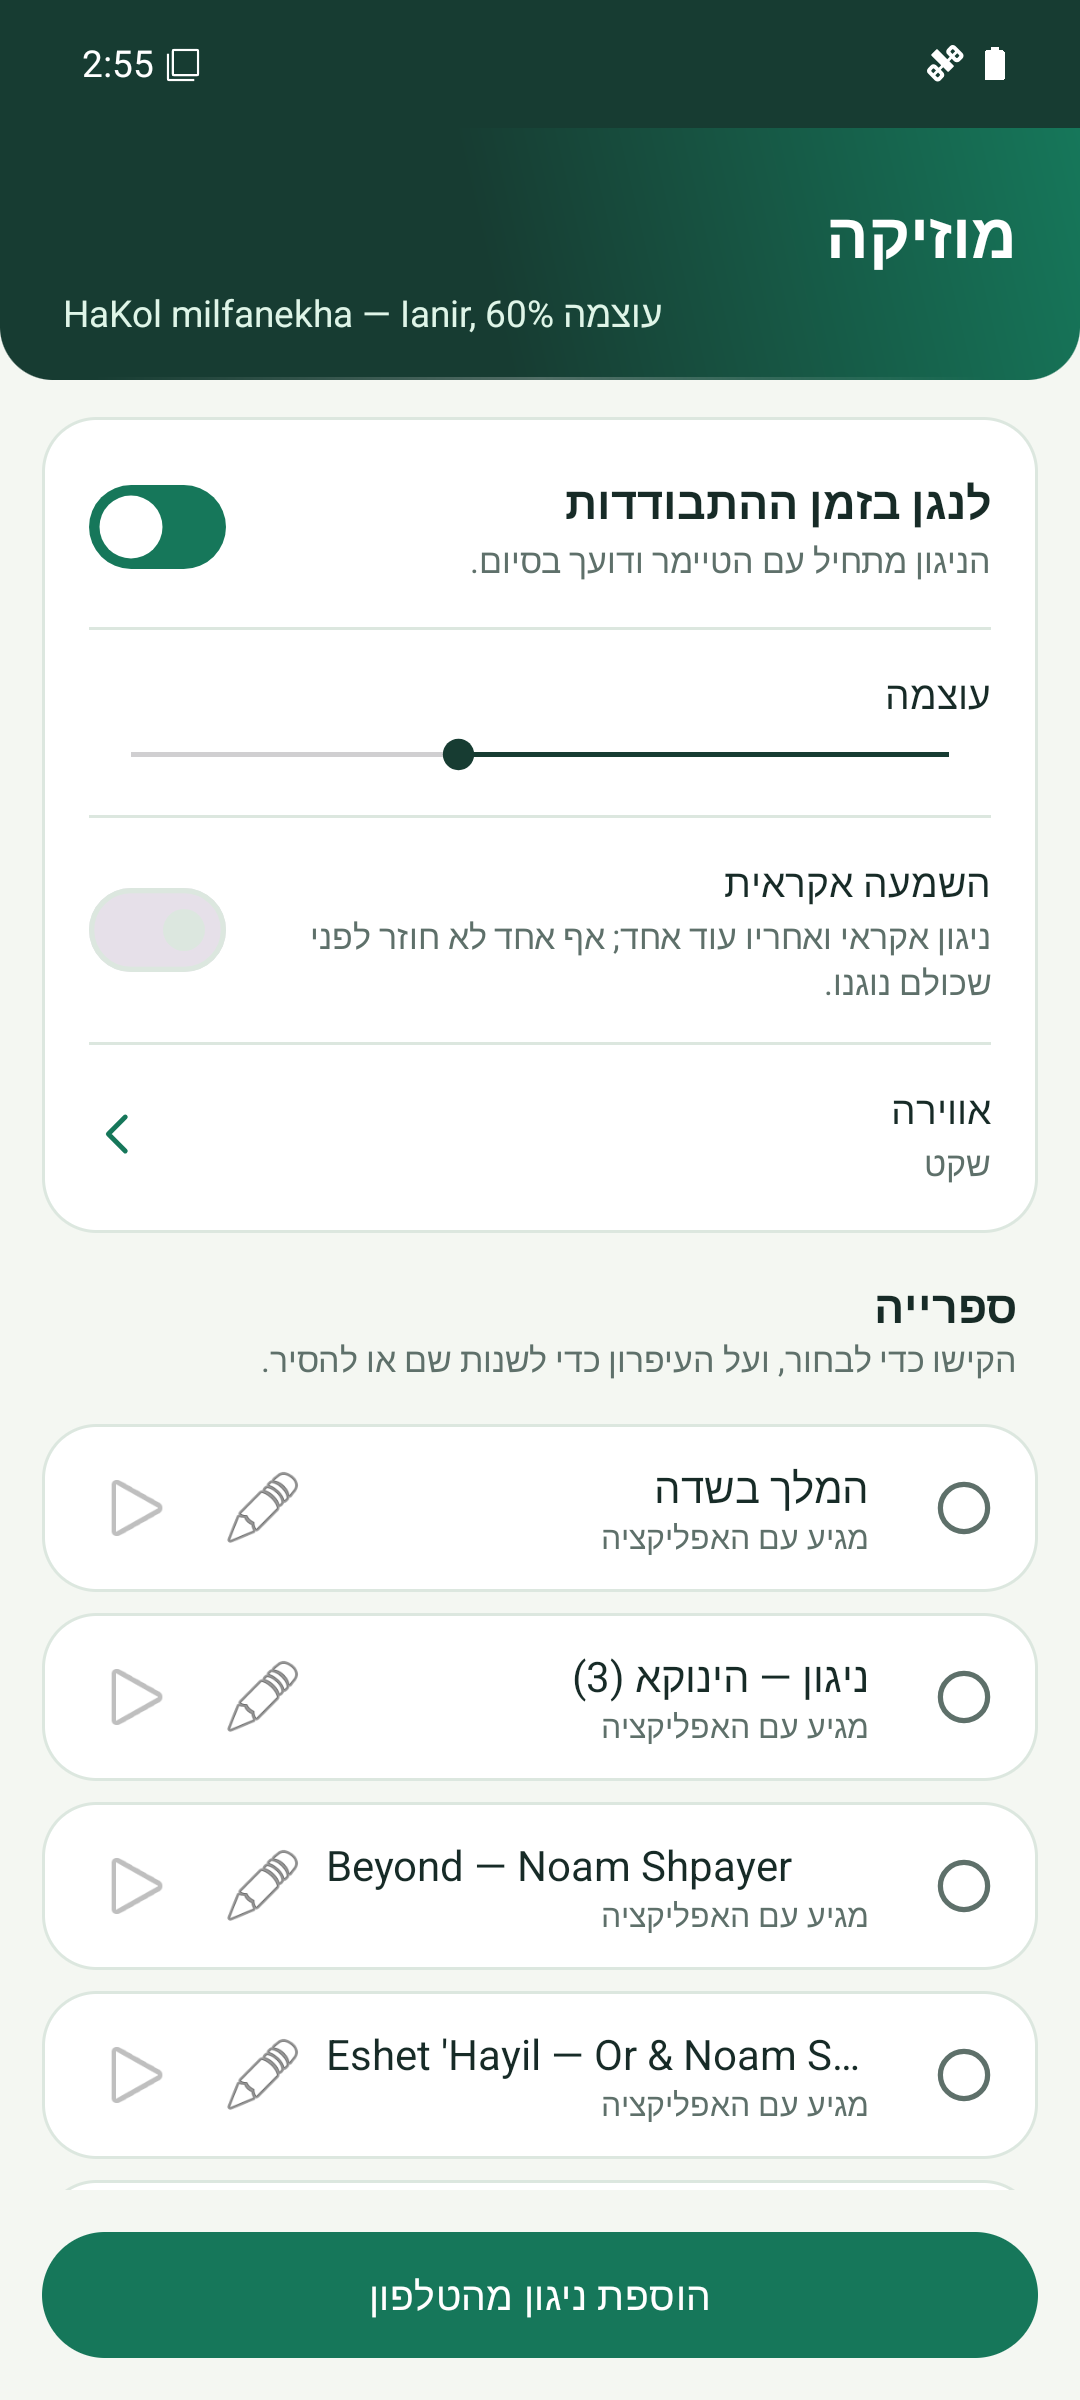 2:55
מוזיקה
HaKol milfanekha — Ianir, 60% עוצמה
לנגן בזמן ההתבודדות
הניגון מתחיל עם הטיימר ודועך בסיום.
עוצמה
השמעה אקראית
ניגון אקראי ואחריו עוד אחד; אף אחד לא חוזר לפני
שכולם נוגנו.
אווירה
שקט
ספרייה
הקישו כדי לבחור, ועל העיפרון כדי לשנות שם או להסיר.
המלך בשדה
מגיע עם האפליקציה
ניגון — הינוקא (3)
מגיע עם האפליקציה
Beyond — Noam Shpayer
מגיע עם האפליקציה
Eshet 'Hayil — Or & Noam S...
מגיע עם האפליקציה
הוספת ניגון מהטלפון